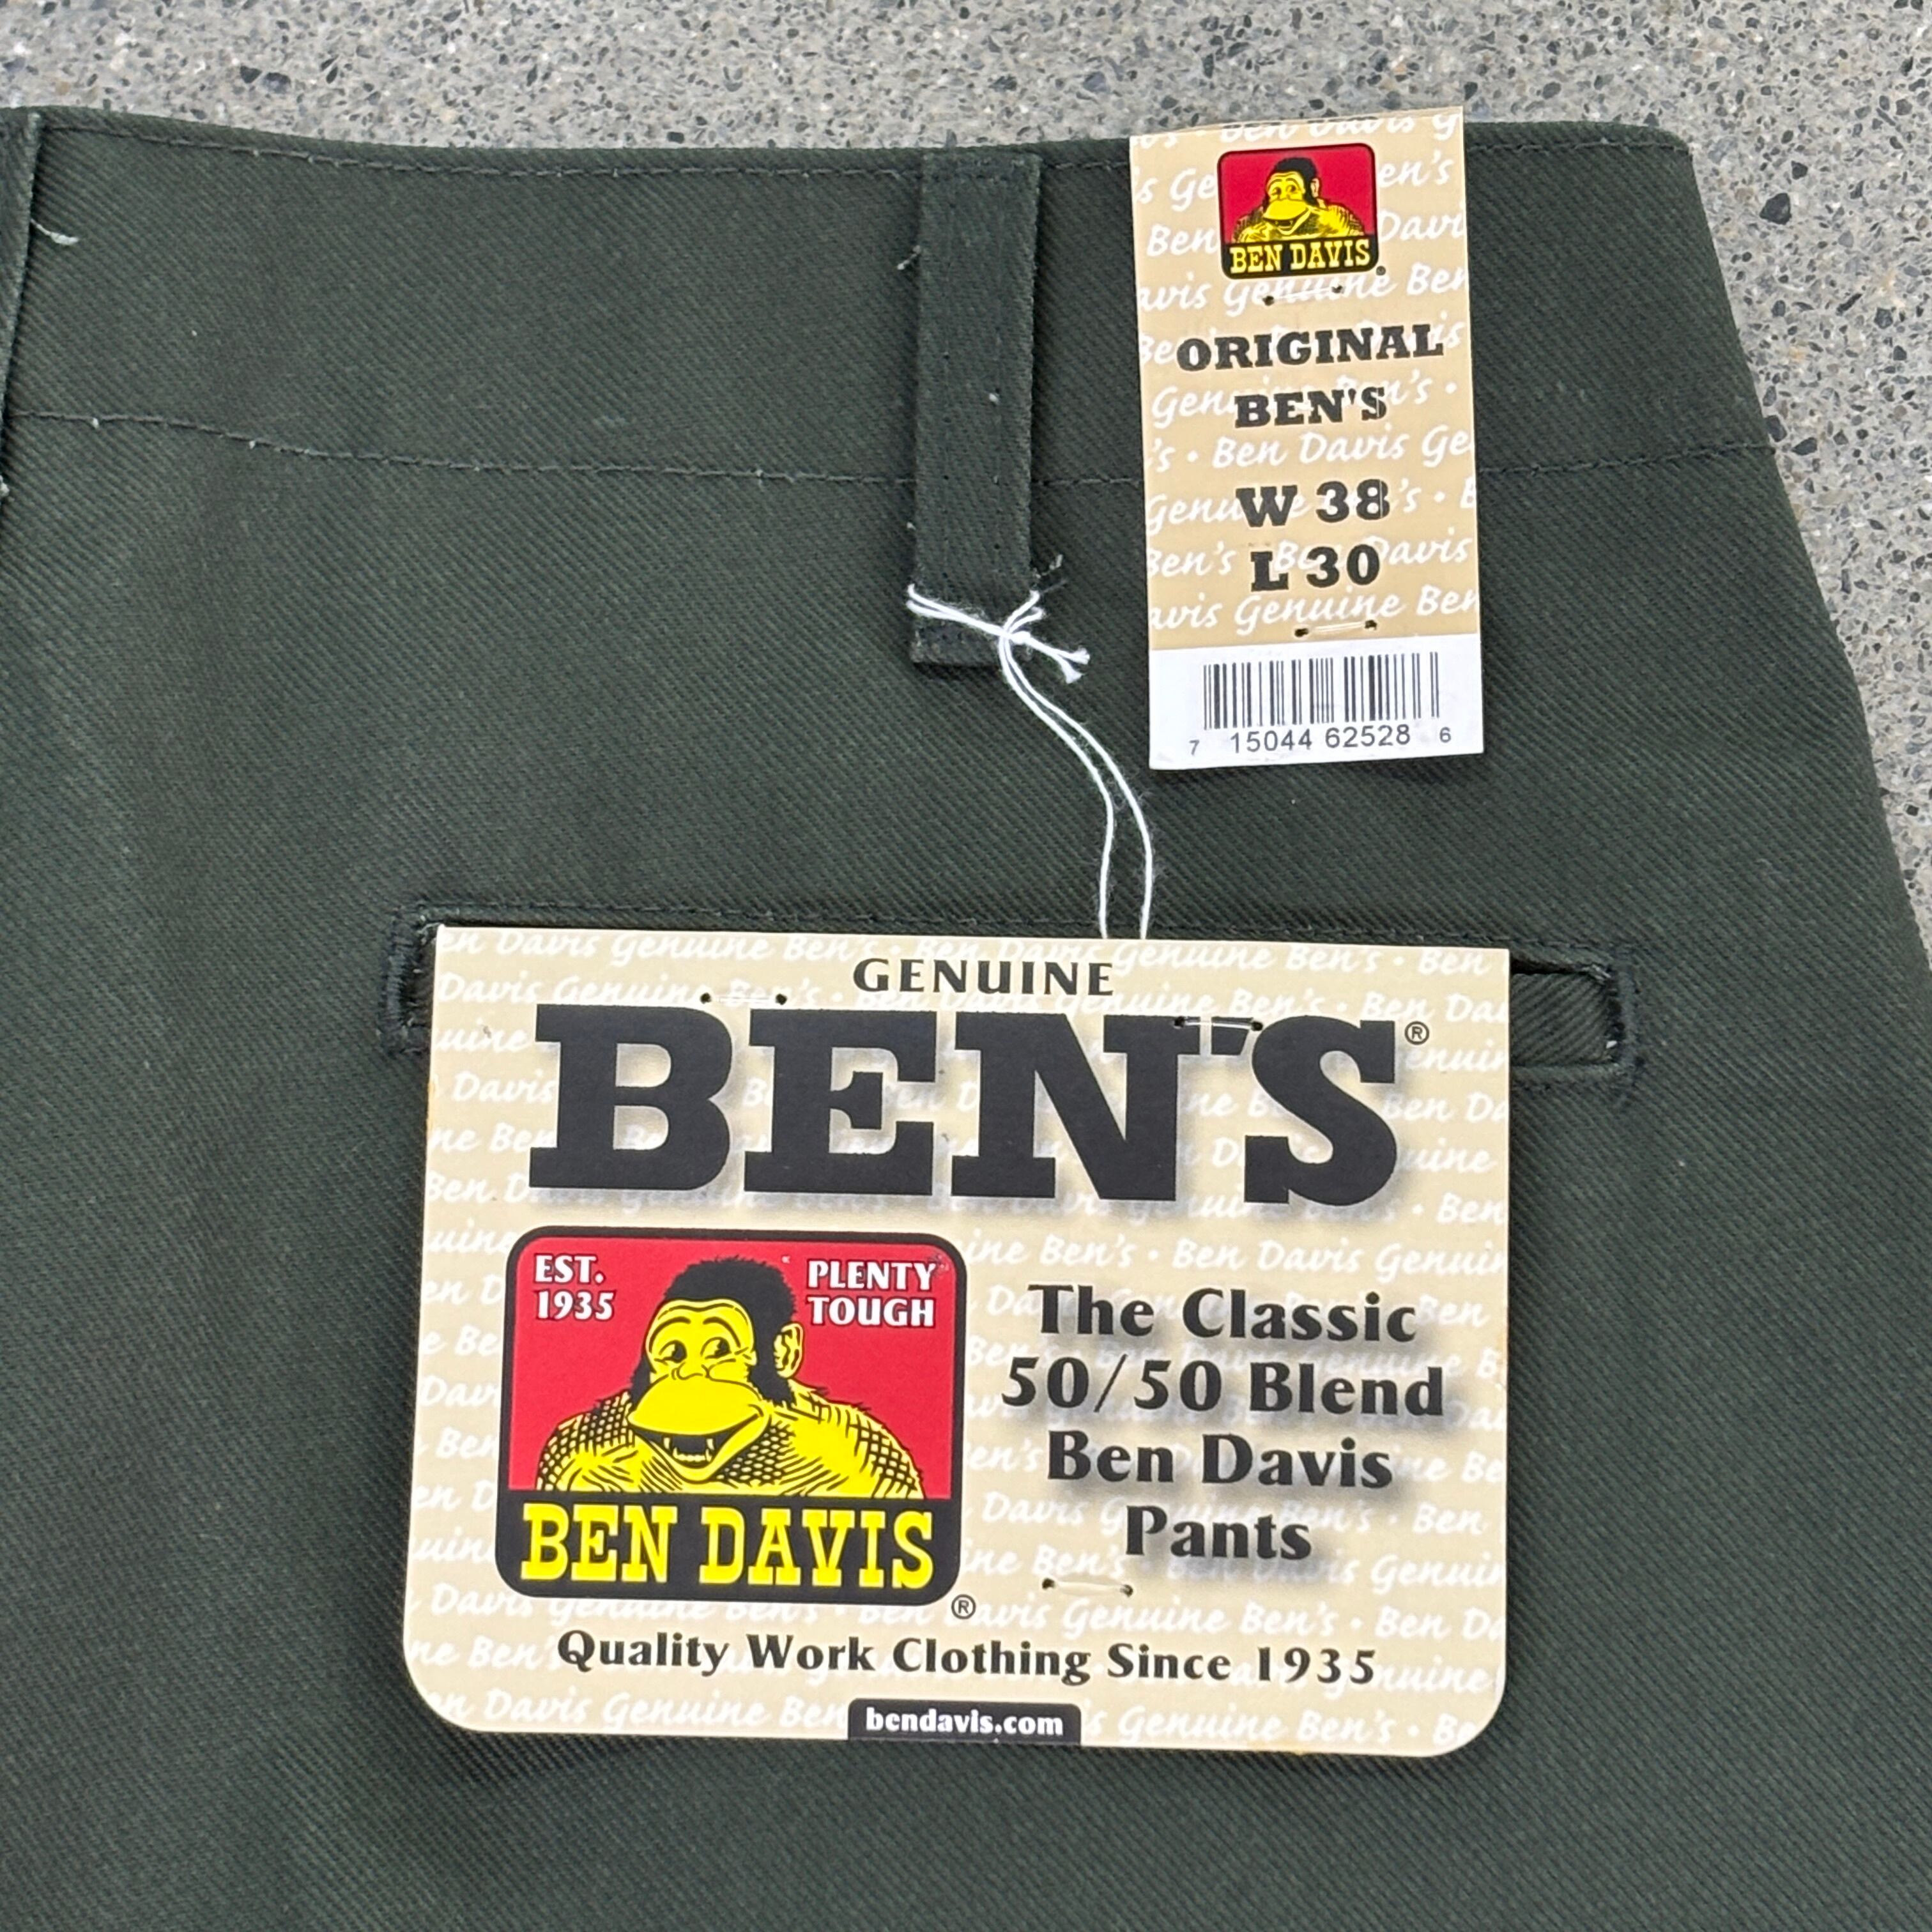 BEN DAVIS
ORIGINAL
BEN'S
W 38
L 30
7 15044 62528 6
GENUINE
BEN'S®
EST.
1935
PLENTY
TOUGH
BEN DAVIS®
The Classic
50/50 Blend
Ben Davis
Pants
Quality Work Clothing Since 1935
bendavis.com